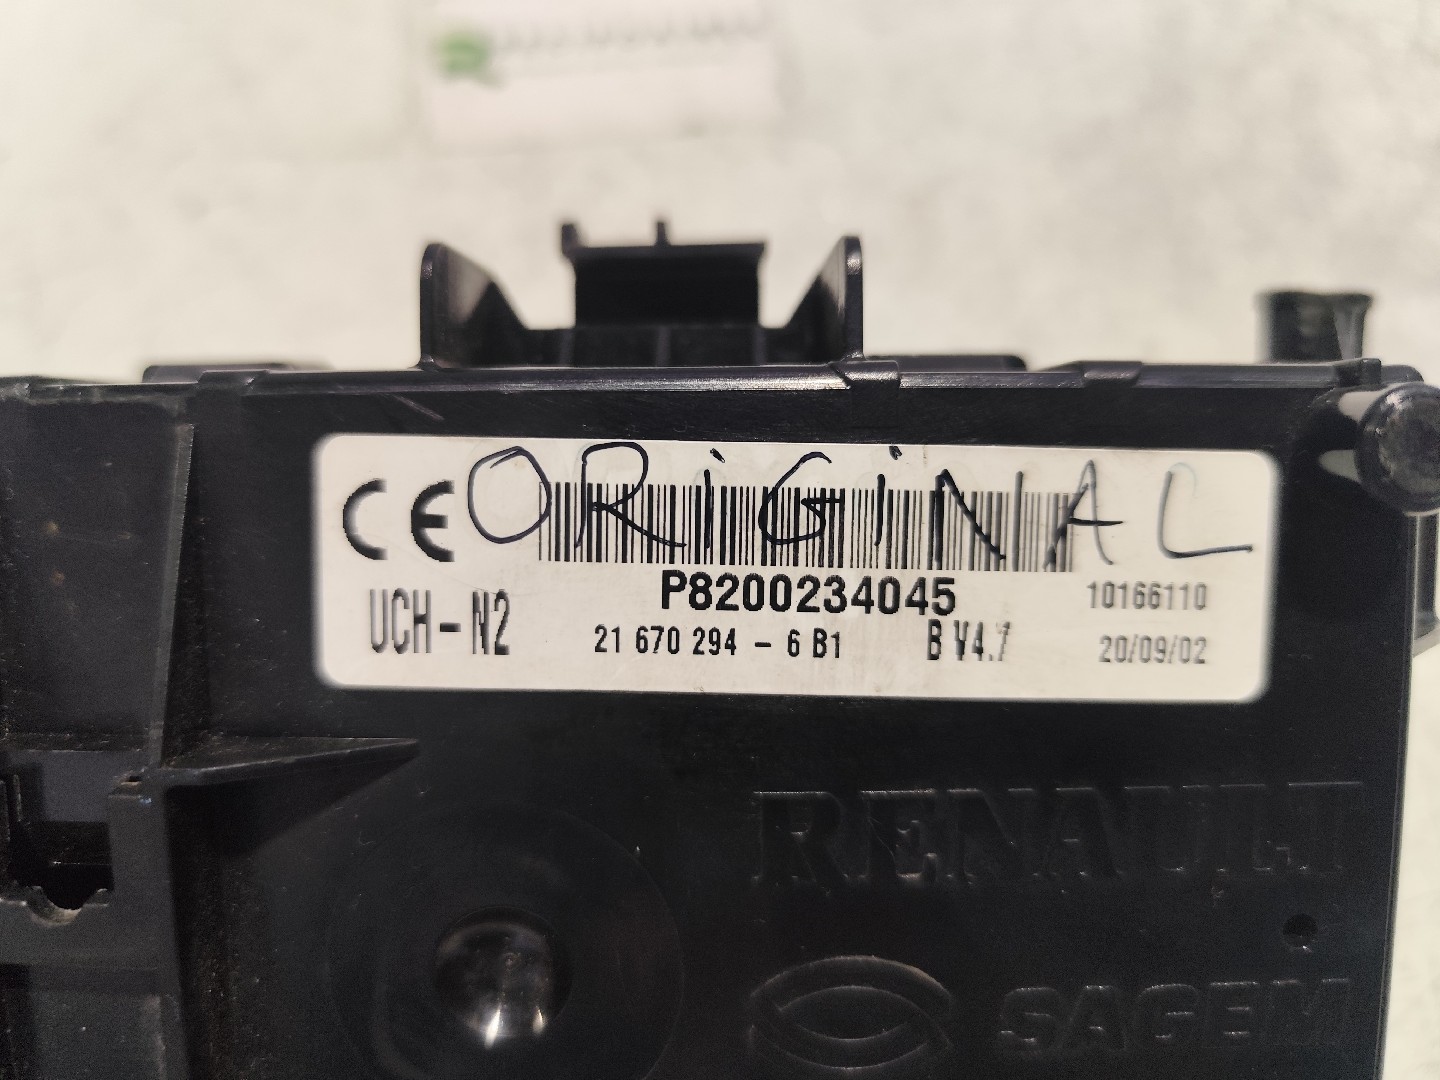 ORiGiNAL
CE
P8200234045
10166110
UCH-N2
21 670 294 - 6 B1
B V4.7
20/09/02
RENAULT
SAGEM